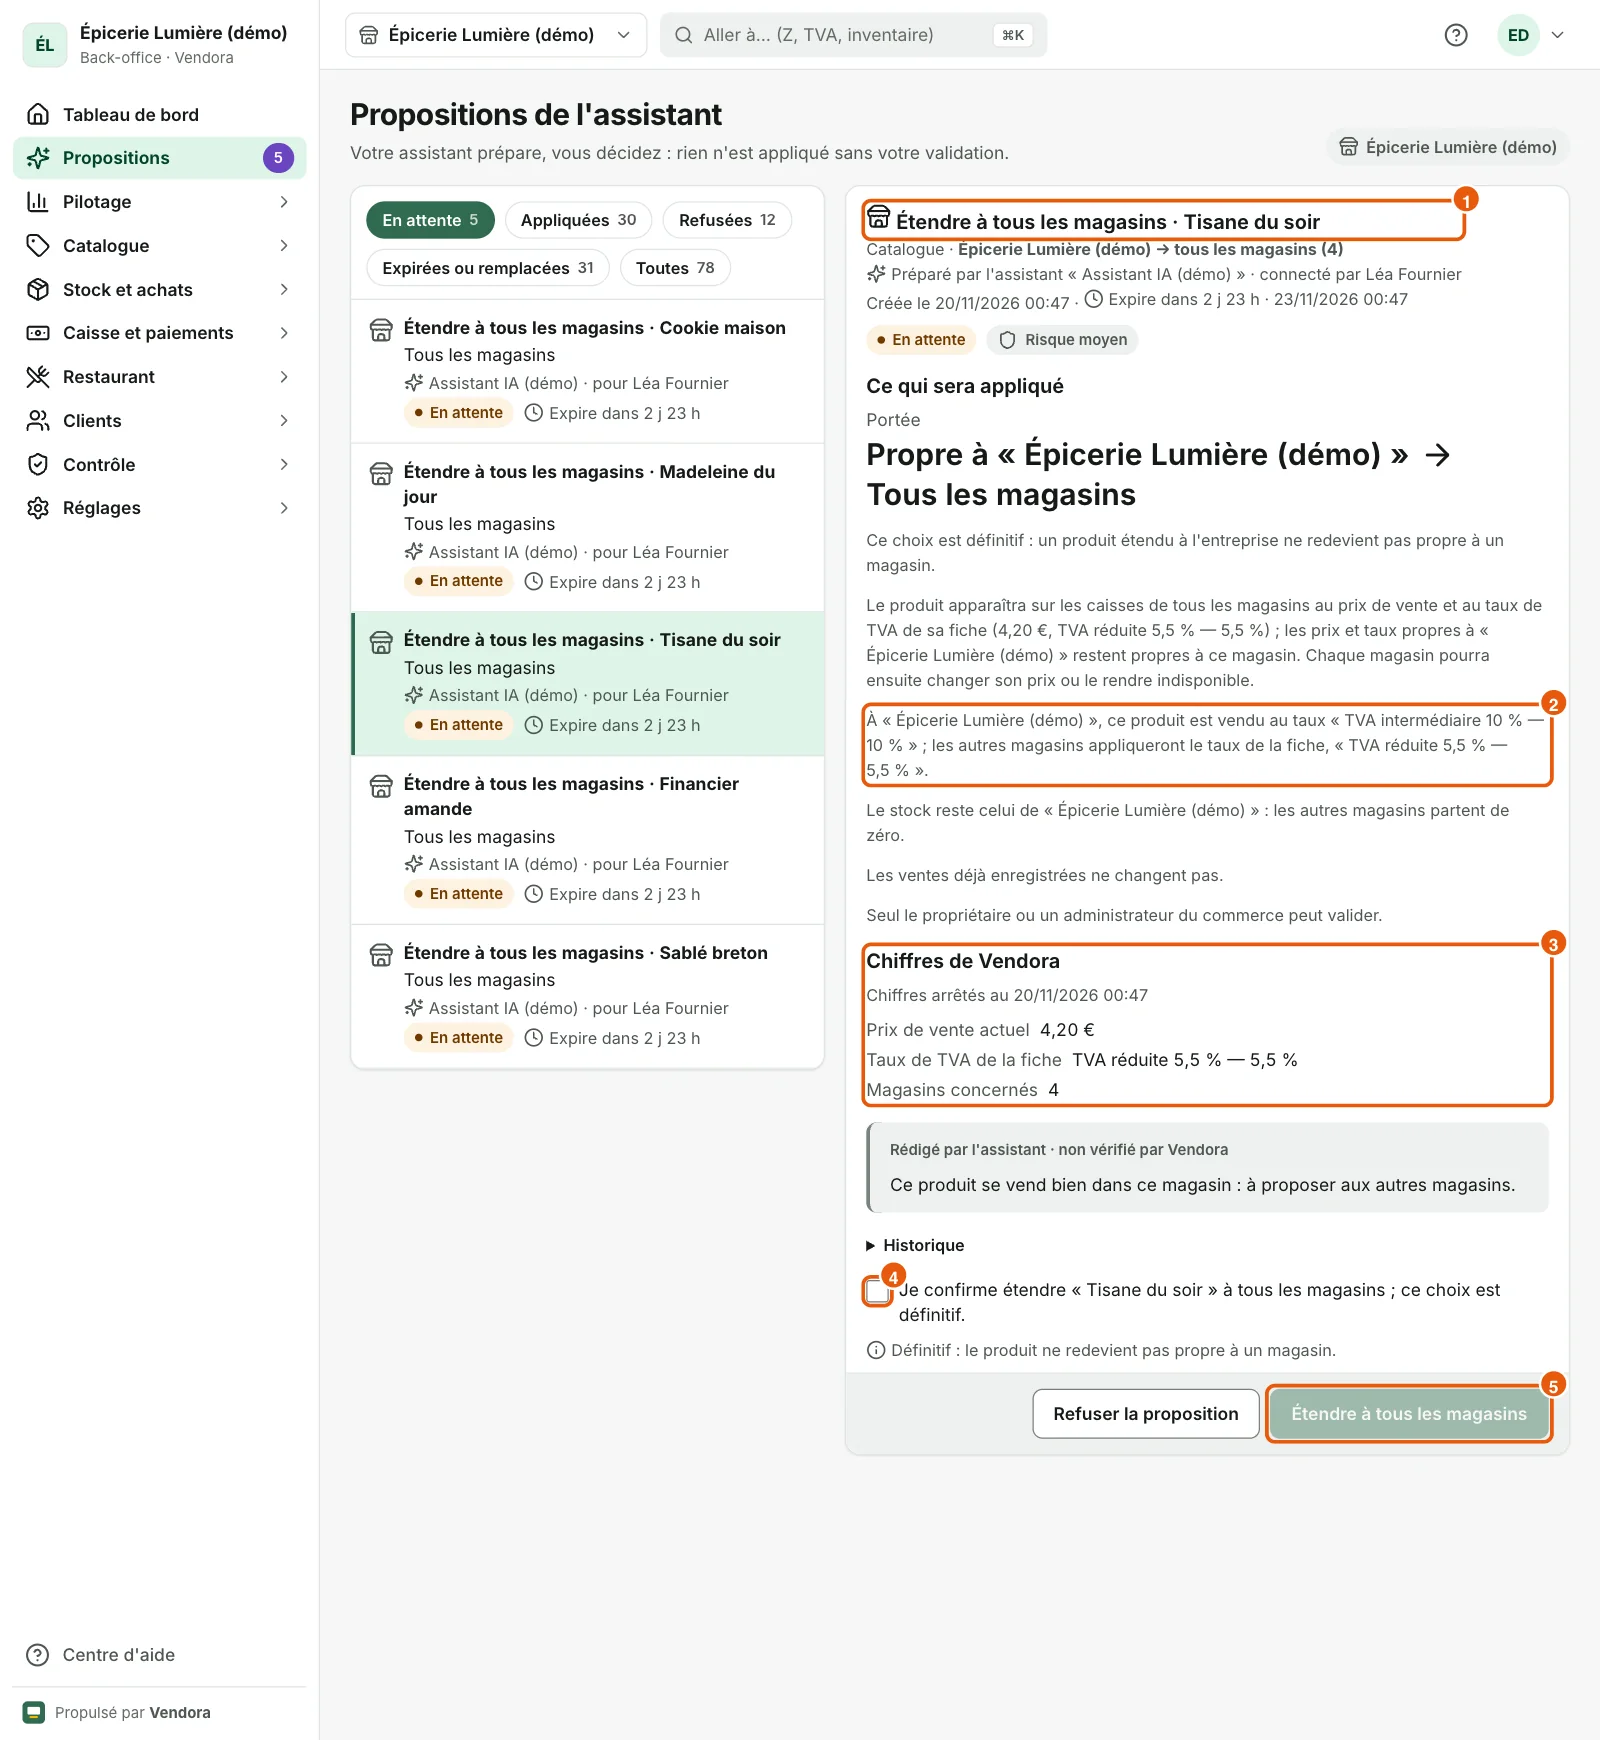 ÉL
Épicerie Lumière (démo)
Back-office · Vendora
Tableau de bord
Propositions 5
Pilotage
Catalogue
Stock et achats
Caisse et paiements
Restaurant
Clients
Contrôle
Réglages
Centre d'aide
Propulsé par Vendora
Épicerie Lumière (démo)
Aller à... (Z, TVA, inventaire) ⌘K
ED
Propositions de l'assistant
Votre assistant prépare, vous décidez : rien n'est appliqué sans votre validation.
Épicerie Lumière (démo)
En attente 5
Appliquées 30
Refusées 12
Expirées ou remplacées 31
Toutes 78
Étendre à tous les magasins · Cookie maison
Tous les magasins
Assistant IA (démo) · pour Léa Fournier
En attente Expire dans 2 j 23 h
Étendre à tous les magasins · Madeleine du
jour
Tous les magasins
Assistant IA (démo) · pour Léa Fournier
En attente Expire dans 2 j 23 h
Étendre à tous les magasins · Tisane du soir
Tous les magasins
Assistant IA (démo) · pour Léa Fournier
En attente Expire dans 2 j 23 h
Étendre à tous les magasins · Financier
amande
Tous les magasins
Assistant IA (démo) · pour Léa Fournier
En attente Expire dans 2 j 23 h
Étendre à tous les magasins · Sablé breton
Tous les magasins
Assistant IA (démo) · pour Léa Fournier
En attente Expire dans 2 j 23 h
1
Étendre à tous les magasins · Tisane du soir
Catalogue · Épicerie Lumière (démo) → tous les magasins (4)
Préparé par l'assistant « Assistant IA (démo) » · connecté par Léa Fournier
Créée le 20/11/2026 00:47 · Expire dans 2 j 23 h · 23/11/2026 00:47
En attente Risque moyen
Ce qui sera appliqué
Portée
Propre à « Épicerie Lumière (démo) » →
Tous les magasins
Ce choix est définitif : un produit étendu à l'entreprise ne redevient pas propre à un
magasin.
Le produit apparaîtra sur les caisses de tous les magasins au prix de vente et au taux de
TVA de sa fiche (4,20 €, TVA réduite 5,5 % — 5,5 %) ; les prix et taux propres à «
Épicerie Lumière (démo) » restent propres à ce magasin. Chaque magasin pourra
ensuite changer son prix ou le rendre indisponible.
2
À « Épicerie Lumière (démo) », ce produit est vendu au taux « TVA intermédiaire 10 % —
10 % » ; les autres magasins appliqueront le taux de la fiche, « TVA réduite 5,5 % —
5,5 % ».
Le stock reste celui de « Épicerie Lumière (démo) » : les autres magasins partent de
zéro.
Les ventes déjà enregistrées ne changent pas.
Seul le propriétaire ou un administrateur du commerce peut valider.
3
Chiffres de Vendora
Chiffres arrêtés au 20/11/2026 00:47
Prix de vente actuel 4,20 €
Taux de TVA de la fiche TVA réduite 5,5 % — 5,5 %
Magasins concernés 4
Rédigé par l'assistant · non vérifié par Vendora
Ce produit se vend bien dans ce magasin : à proposer aux autres magasins.
Historique
4
Je confirme étendre « Tisane du soir » à tous les magasins ; ce choix est
définitif.
Définitif : le produit ne redevient pas propre à un magasin.
5
Refuser la proposition
Étendre à tous les magasins